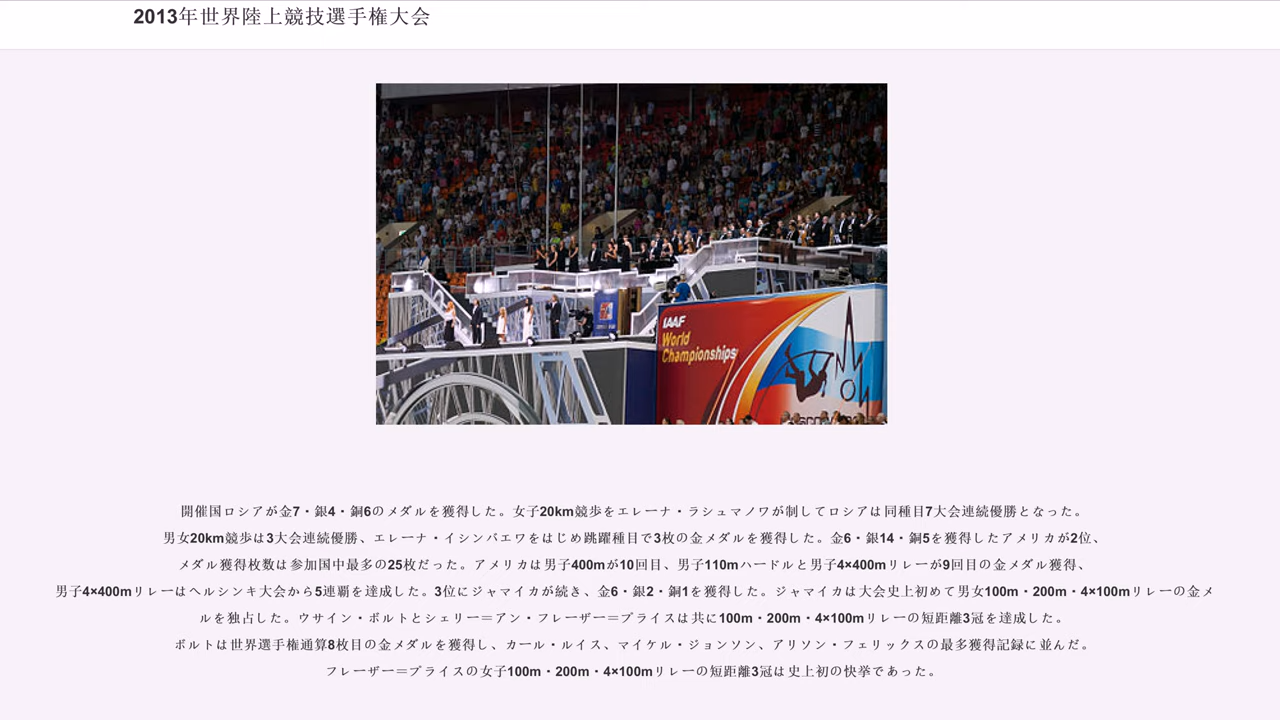 2013年世界陸上競技選手権大会
IAAF
World
Championships
開催国ロシアが金7・銀4・銅6のメダルを獲得した。女子20km競歩をエレーナ・ラシュマノワが制してロシアは同種目7大会連続優勝となった。
男女20km競歩は3大会連続優勝、エレーナ・イシンバエワをはじめ跳躍種目で3枚の金メダルを獲得した。金6・銀14・銅5を獲得したアメリカが2位、
メダル獲得枚数は参加国中最多の25枚だった。アメリカは男子400mが10回目、男子110mハードルと男子4×400mリレーが9回目の金メダル獲得、
男子4×400mリレーはヘルシンキ大会から5連覇を達成した。3位にジャマイカが続き、金6・銀2・銅1を獲得した。ジャマイカは大会史上初めて男女100m・200m・4×100mリレーの金メ
ルを独占した。ウサイン・ボルトとシェリー＝アン・フレーザー＝プライスは共に100m・200m・4×100mリレーの短距離3冠を達成した。
ボルトは世界選手権通算8枚目の金メダルを獲得し、カール・ルイス、マイケル・ジョンソン、アリソン・フェリックスの最多獲得記録に並んだ。
フレーザー＝プライスの女子100m・200m・4×100mリレーの短距離3冠は史上初の快挙であった。